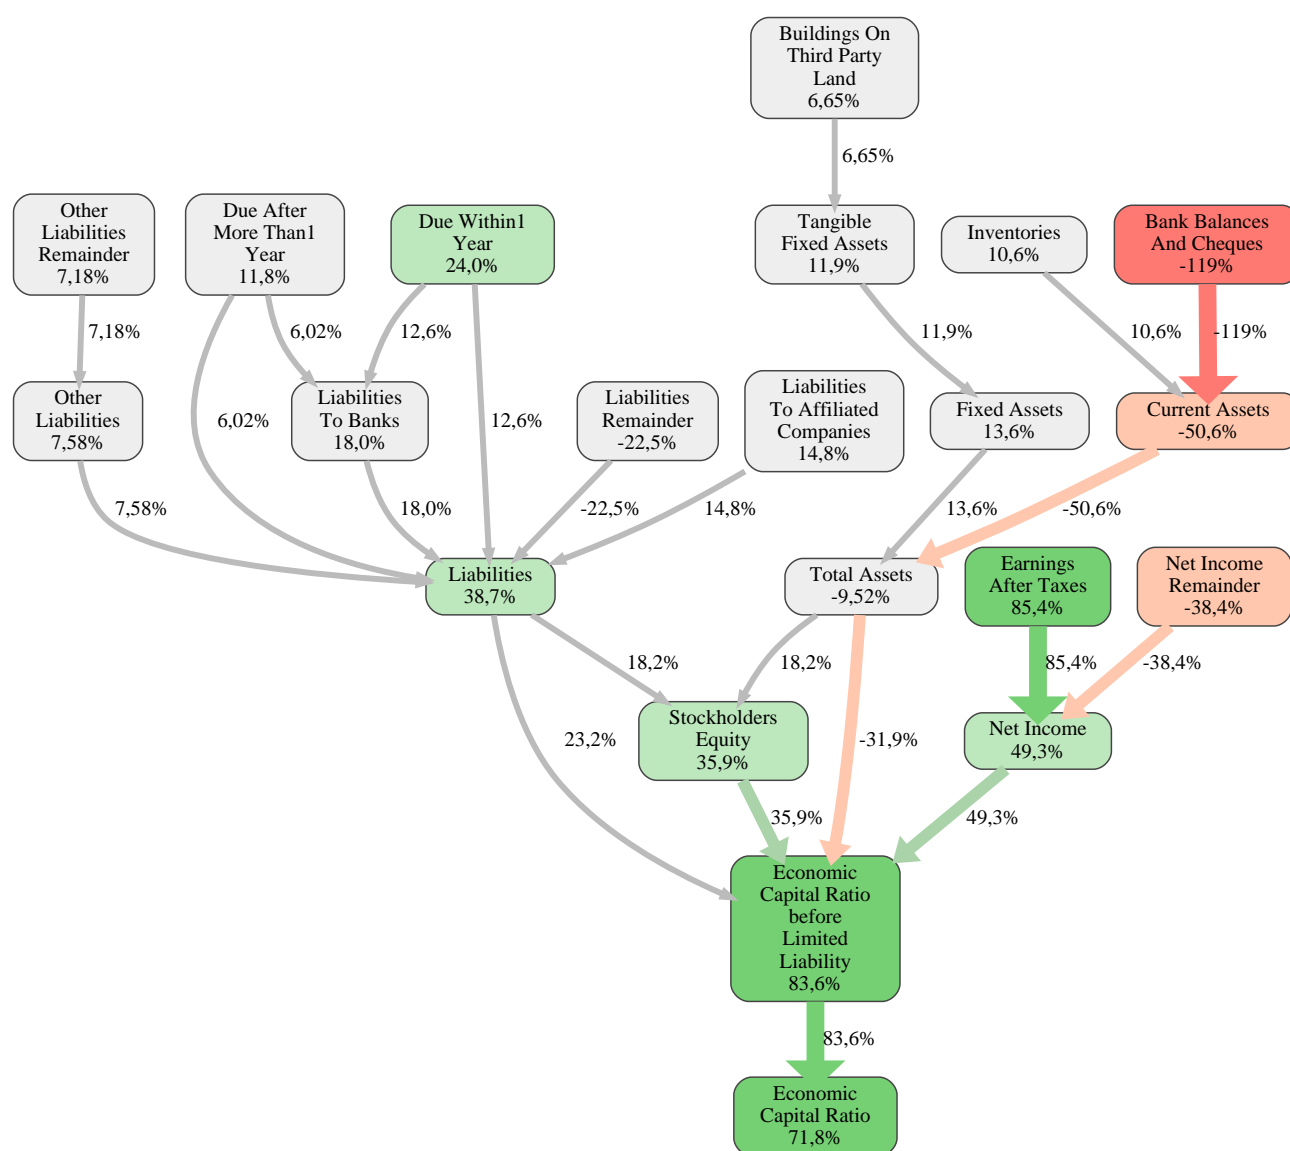 Buildings On
Third Party
Land
6,65%
6,65%
Other
Liabilities
Remainder
7,18%
Due After
More Than1
Year
11,8%
Due Within1
Year
24,0%
Tangible
Fixed Assets
11,9%
Inventories
10,6%
Bank Balances
And Cheques
-119%
7,18%
6,02%
12,6%
11,9%
10,6%
-119%
Other
Liabilities
7,58%
6,02%
Liabilities
To Banks
18,0%
12,6%
Liabilities
Remainder
-22,5%
Liabilities
To Affiliated
Companies
14,8%
Fixed Assets
13,6%
Current Assets
-50,6%
7,58%
18,0%
-22,5%
14,8%
13,6%
-50,6%
Liabilities
38,7%
Total Assets
-9,52%
Earnings
After Taxes
85,4%
Net Income
Remainder
-38,4%
18,2%
18,2%
85,4%
-38,4%
23,2%
Stockholders
Equity
35,9%
-31,9%
Net Income
49,3%
35,9%
49,3%
Economic
Capital Ratio
before
Limited
Liability
83,6%
83,6%
Economic
Capital Ratio
71,8%